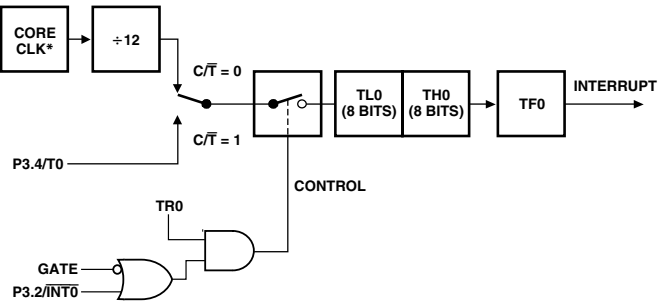 CORE
CLK*
÷12
C/T̅ = 0
C/T̅ = 1
P3.4/T0
TL0
(8 BITS)
TH0
(8 BITS)
TF0
INTERRUPT
CONTROL
TR0
GATE
P3.2/I̅N̅T̅0̅